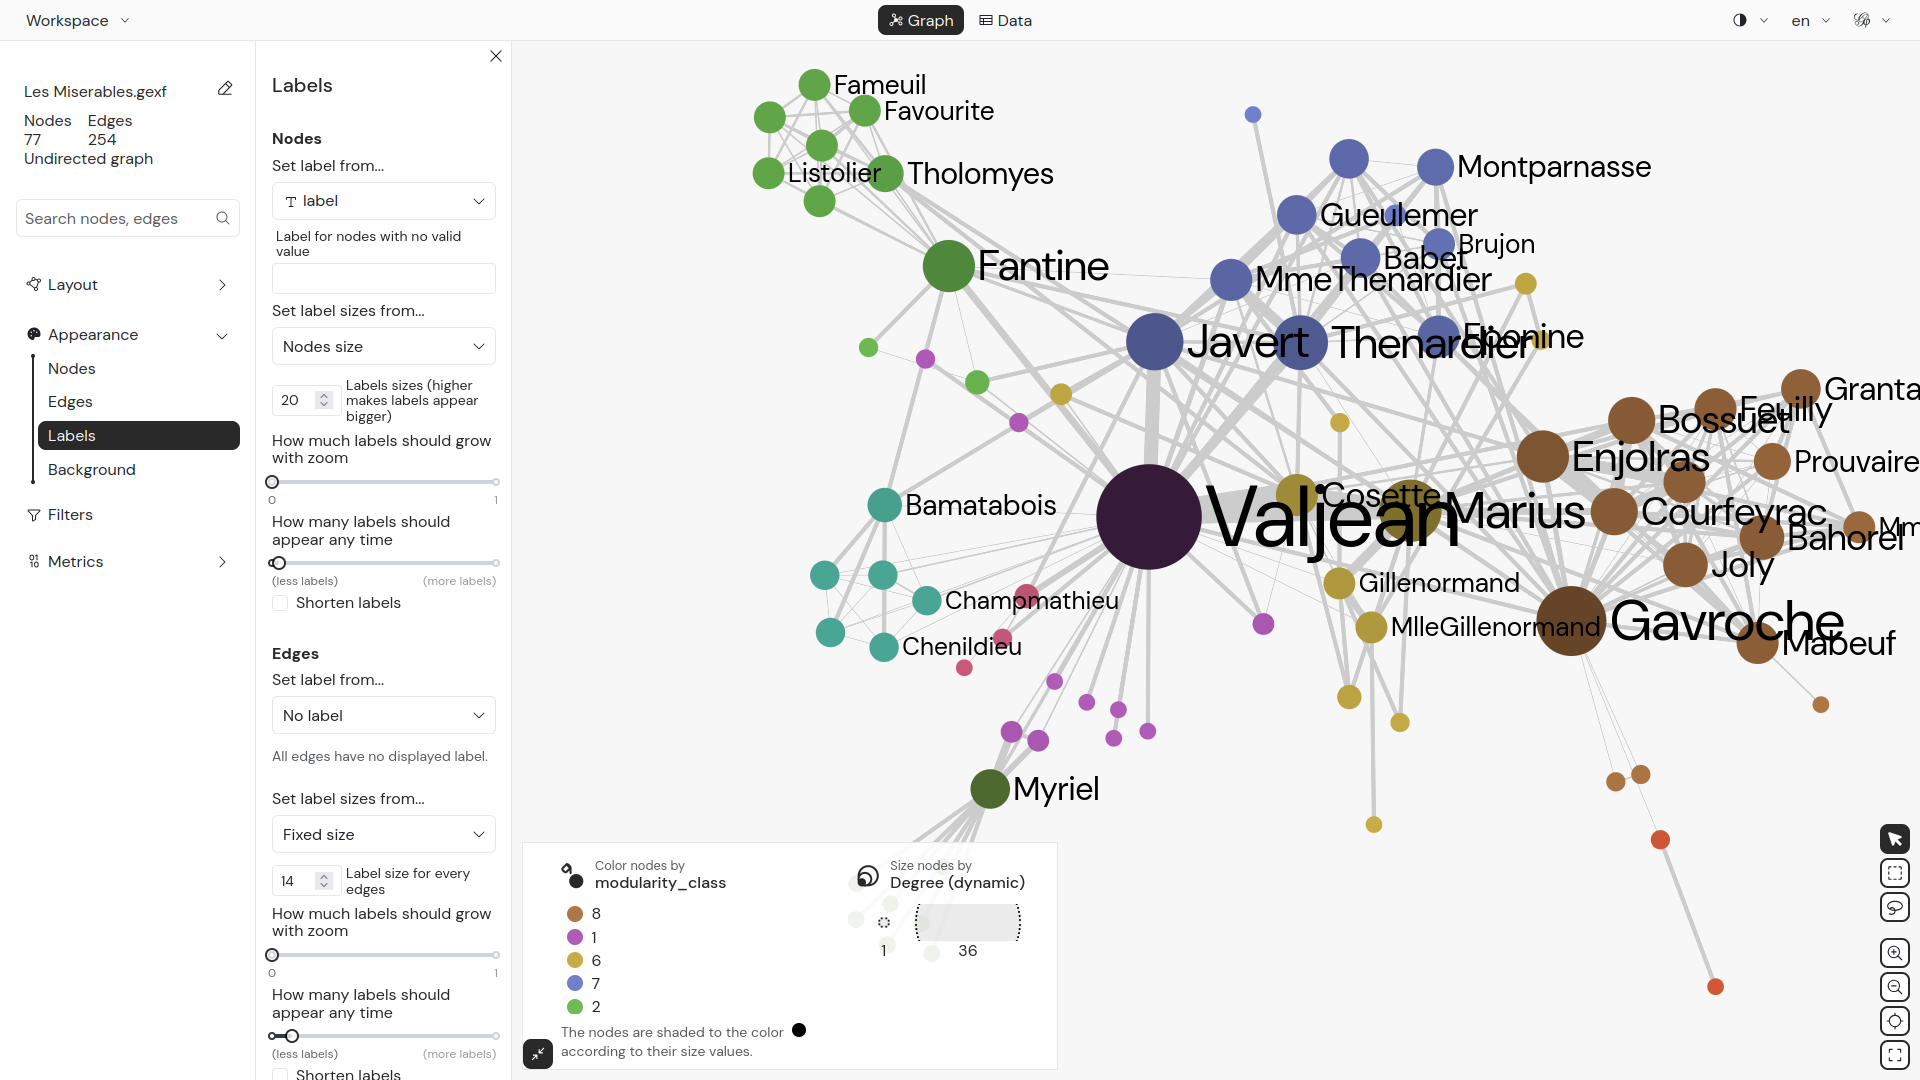 Workspace
Graph
Data
en
Les Miserables.gexf
Nodes Edges
77 254
Undirected graph
Search nodes, edges
Layout
Appearance
Nodes
Edges
Labels
Background
Filters
Metrics
Labels
Nodes
Set label from...
label
Label for nodes with no valid
value
Set label sizes from...
Nodes size
20
Labels sizes (higher
makes labels appear
bigger)
How much labels should grow
with zoom
0 1
How many labels should
appear any time
(less labels) (more labels)
Shorten labels
Edges
Set label from...
No label
All edges have no displayed label.
Set label sizes from...
Fixed size
14
Label size for every
edges
How much labels should grow
with zoom
0 1
How many labels should
appear any time
(less labels) (more labels)
Shorten labels
Fameuil
Favourite
Listolier
Tholomyes
Montparnasse
Gueulemer
Brujon
Babet
Fantine
MmeThenardier
Javert
Thenardier
Eponine
Granta
Feuilly
Bossuet
Enjolras
Prouvaire
Cosette
Bamatabois
Valjean
Marius
Courfeyrac
Mm
Bahorel
Joly
Gillenormand
Champmathieu
MlleGillenormand
Gavroche
Chenildieu
Mabeuf
Myriel
Color nodes by
modularity_class
8
1
6
7
2
Size nodes by
Degree (dynamic)
1 36
The nodes are shaded to the color
according to their size values.